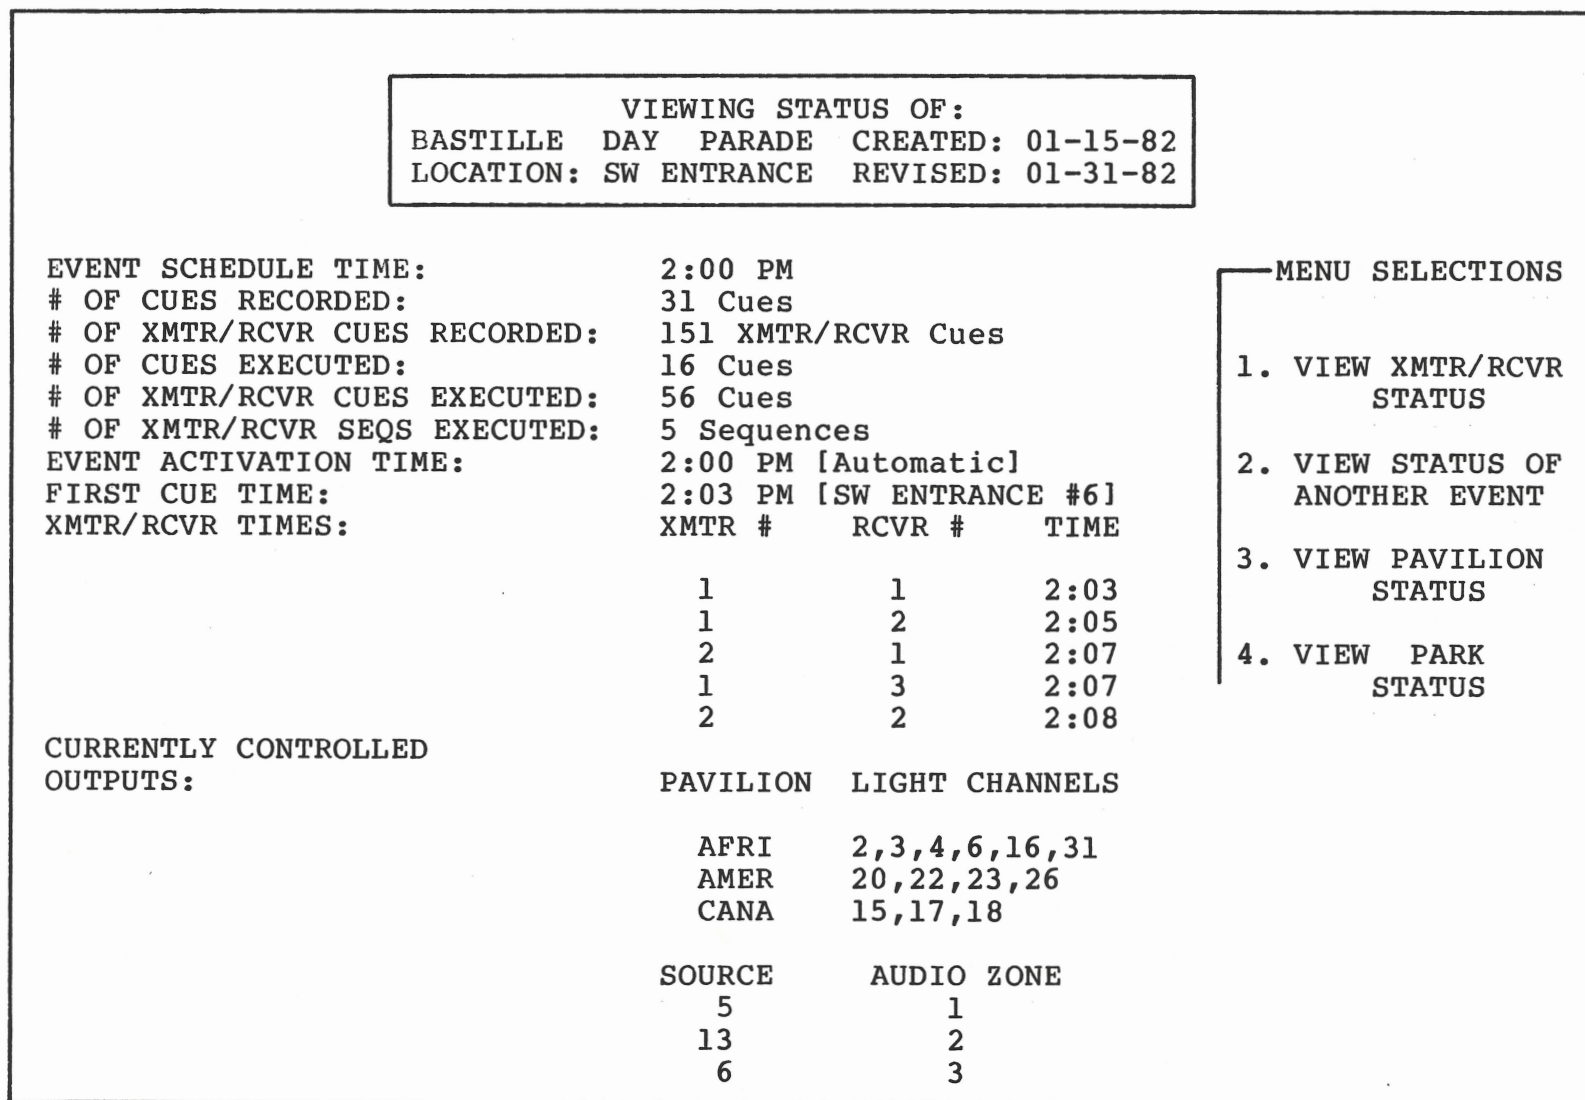 VIEWING STATUS OF:
BASTILLE DAY PARADE CREATED: 01-15-82
LOCATION: SW ENTRANCE REVISED: 01-31-82
EVENT SCHEDULE TIME: 2:00 PM
# OF CUES RECORDED: 31 Cues
# OF XMTR/RCVR CUES RECORDED: 151 XMTR/RCVR Cues
# OF CUES EXECUTED: 16 Cues
# OF XMTR/RCVR CUES EXECUTED: 56 Cues
# OF XMTR/RCVR SEQS EXECUTED: 5 Sequences
EVENT ACTIVATION TIME: 2:00 PM [Automatic]
FIRST CUE TIME: 2:03 PM [SW ENTRANCE #6]
XMTR/RCVR TIMES: XMTR # RCVR # TIME
1 1 2:03
1 2 2:05
2 1 2:07
1 3 2:07
2 2 2:08
CURRENTLY CONTROLLED
OUTPUTS: PAVILION LIGHT CHANNELS
AFRI 2,3,4,6,16,31
AMER 20,22,23,26
CANA 15,17,18
SOURCE AUDIO ZONE
5 1
13 2
6 3
MENU SELECTIONS
1. VIEW XMTR/RCVR
STATUS
2. VIEW STATUS OF
ANOTHER EVENT
3. VIEW PAVILION
STATUS
4. VIEW PARK
STATUS